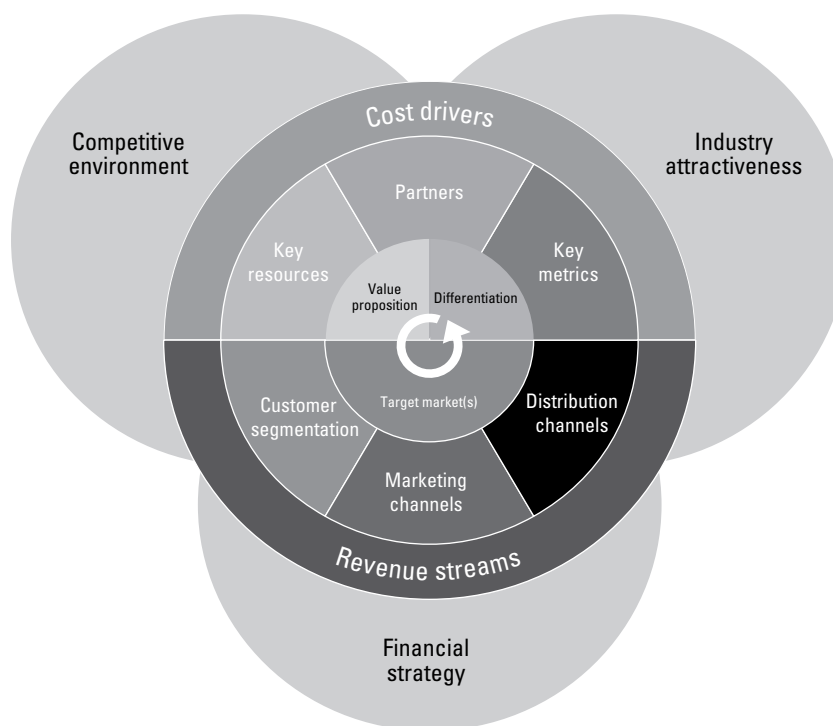 Cost drivers
Competitive
environment
Industry
attractiveness
Partners
Key
resources
Key
metrics
Value
proposition
Differentiation
Target market(s)
Customer
segmentation
Distribution
channels
Marketing
channels
Revenue streams
Financial
strategy